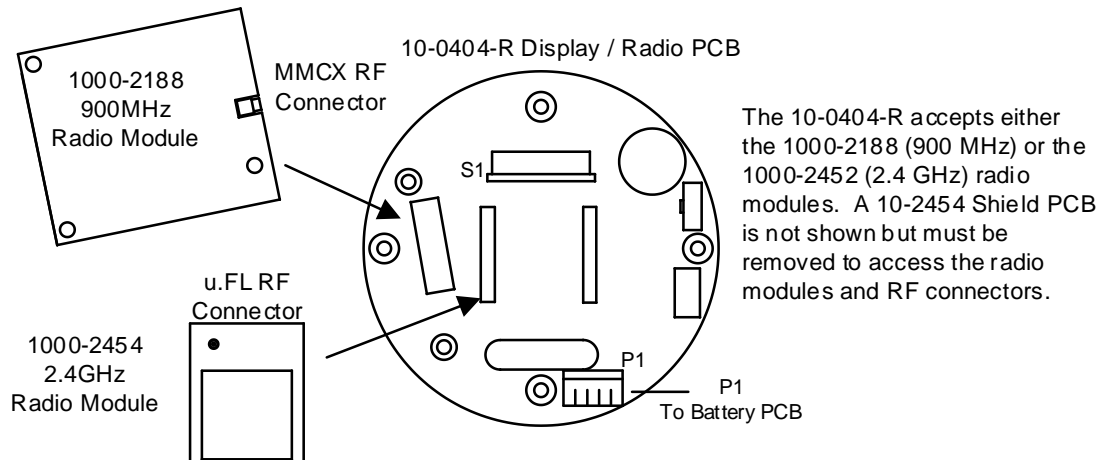 10-0404-R Display / Radio PCB
1000-2188
900MHz
Radio Module
MMCX RF
Connector
S1
The 10-0404-R accepts either
the 1000-2188 (900 MHz) or the
1000-2452 (2.4 GHz) radio
modules. A 10-2454 Shield PCB
is not shown but must be
removed to access the radio
modules and RF connectors.
u.FL RF
Connector
1000-2454
2.4GHz
Radio Module
P1
P1
To Battery PCB